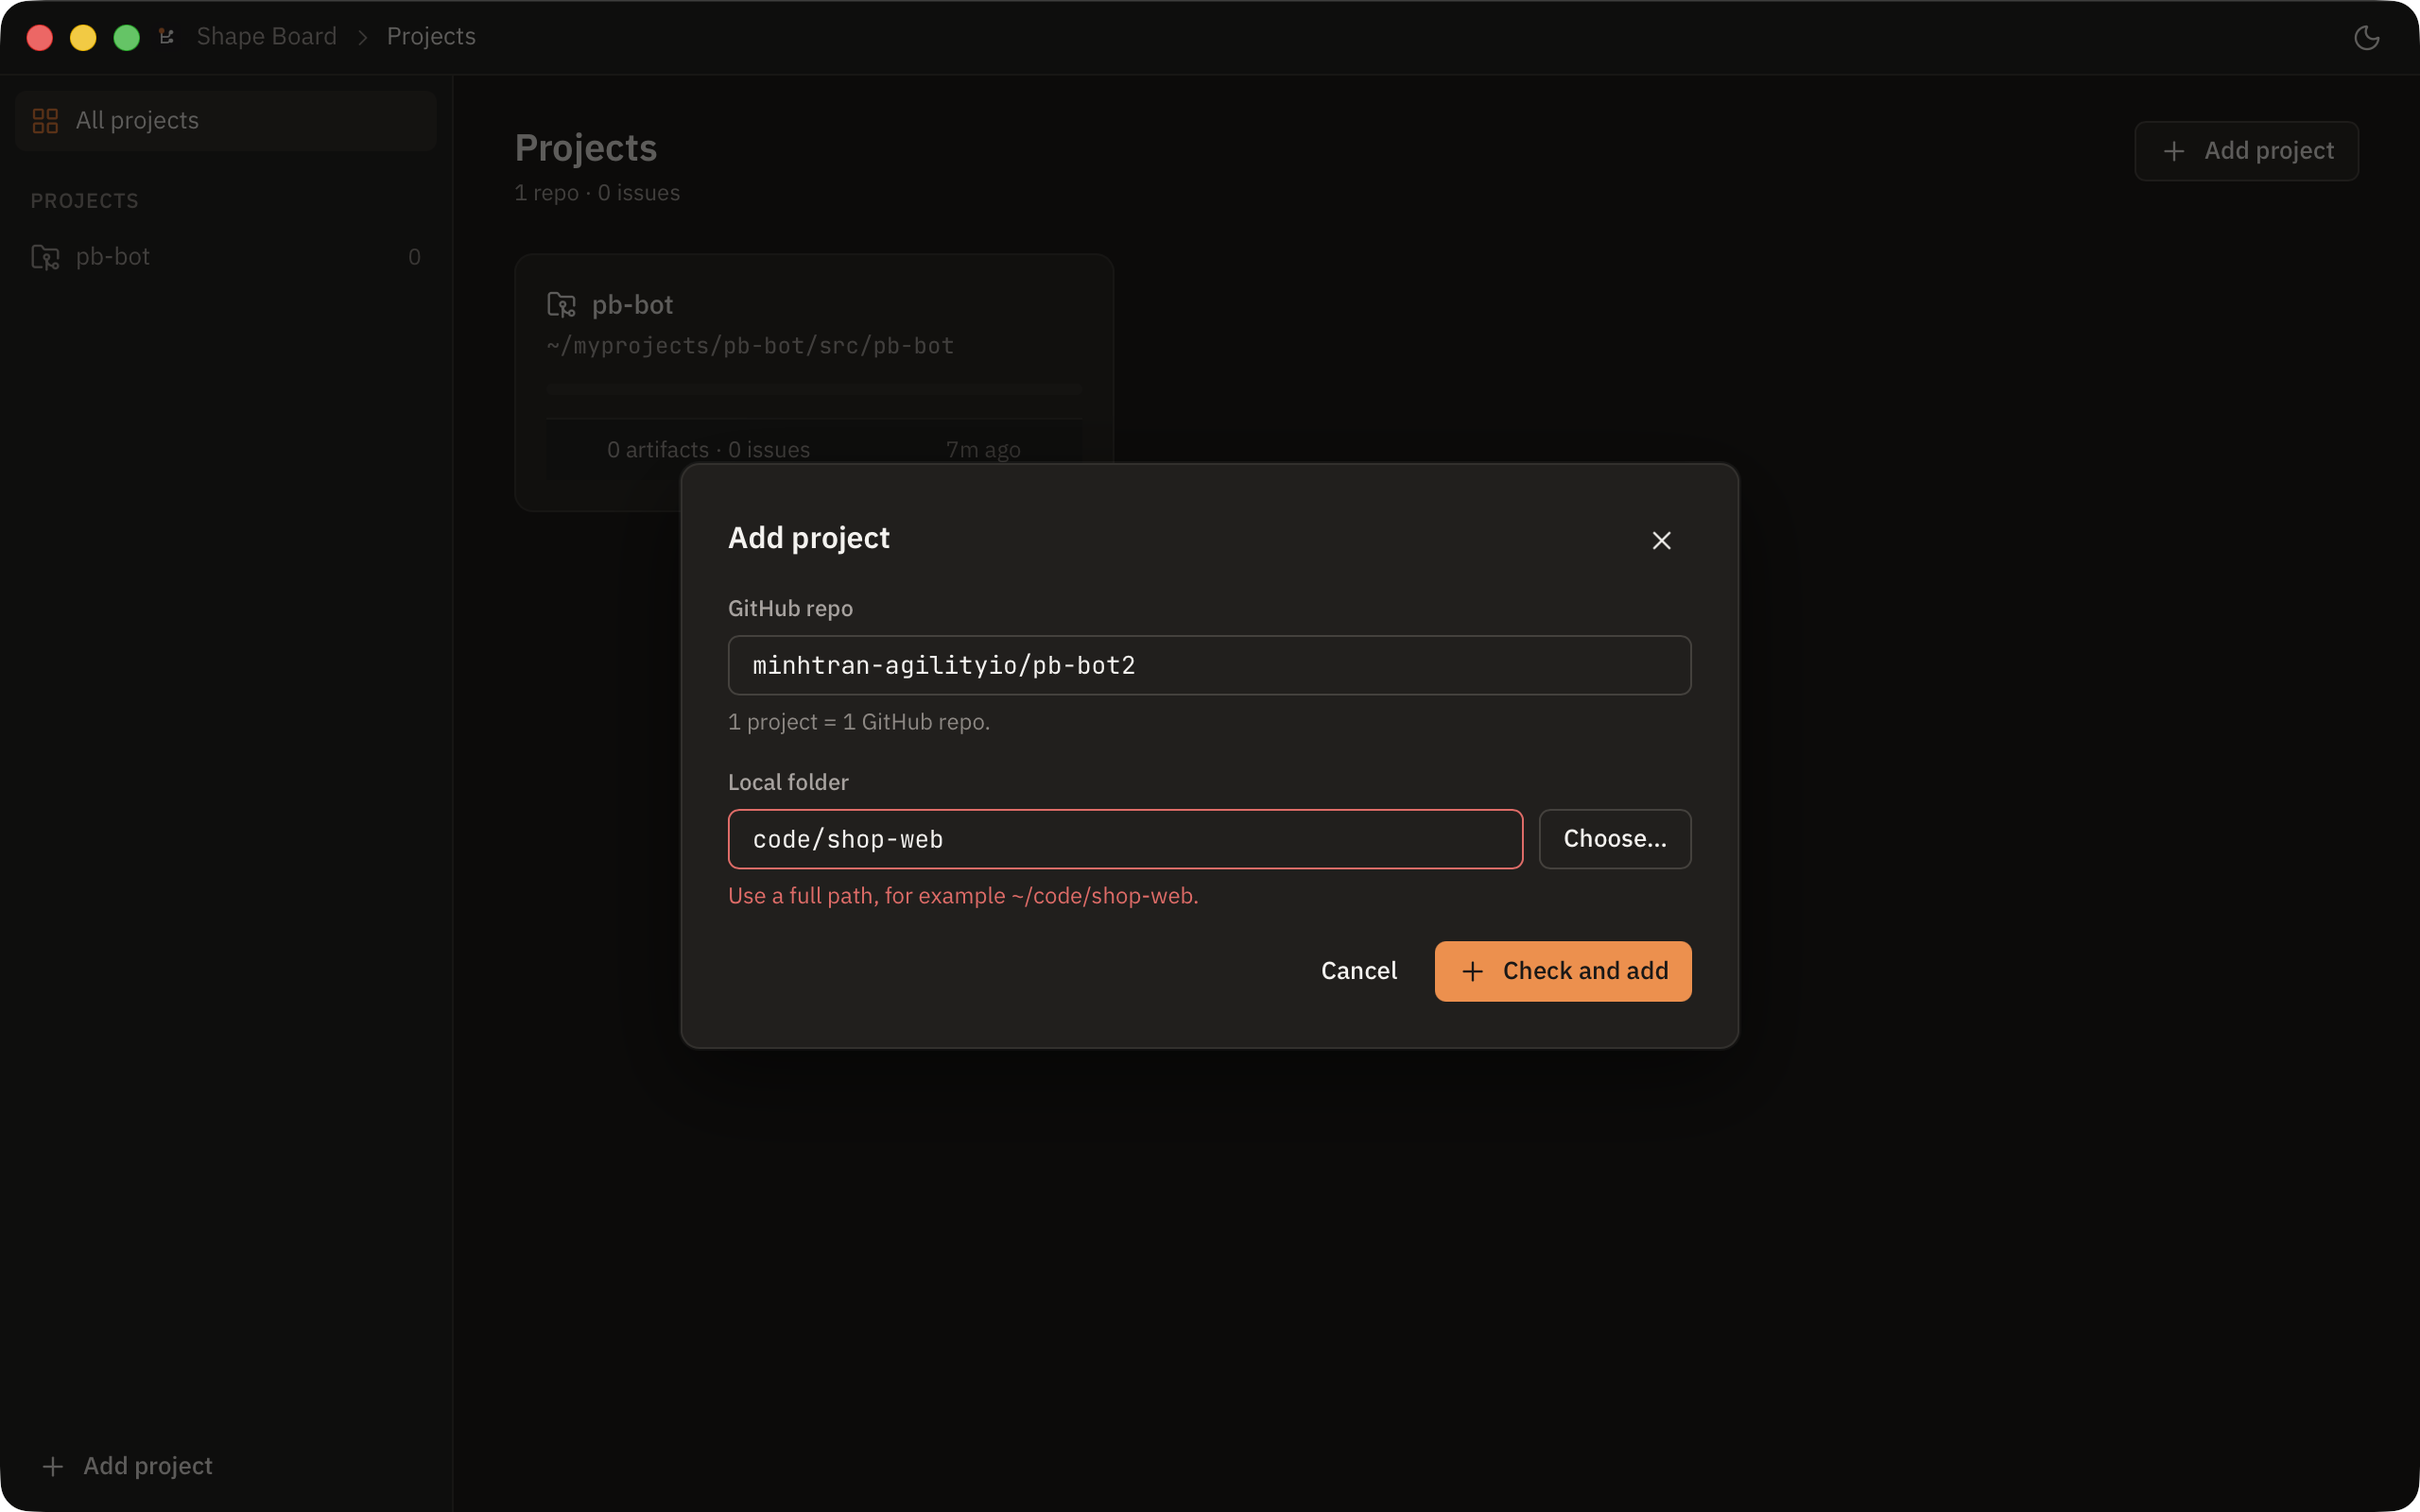 Shape Board > Projects
All projects
PROJECTS
pb-bot 0
Add project
Projects
1 repo · 0 issues
Add project
pb-bot
~/myprojects/pb-bot/src/pb-bot
0 artifacts · 0 issues 7m ago
Add project
GitHub repo
minhtran-agilityio/pb-bot2
1 project = 1 GitHub repo.
Local folder
code/shop-web
Choose...
Use a full path, for example ~/code/shop-web.
Cancel
Check and add